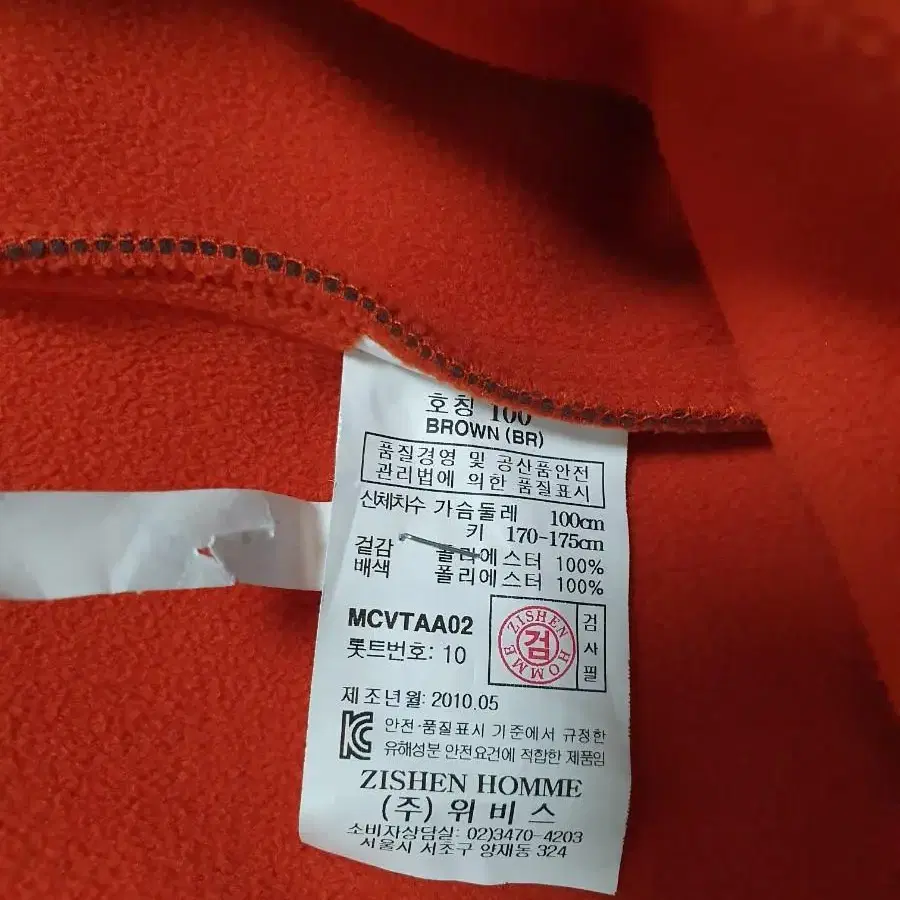 호칭 100
BROWN (BR)
품질경영 및 공산품안전
관리법에 의한 품질표시
신체치수 가슴둘레 100cm
키 170-175cm
겉감 폴리에스터 100%
배색 폴리에스터 100%
MCVTAA02
롯트번호: 10
ZISHEN HOMME
검
검사필
제조년월: 2010.05
안전·품질표시 기준에서 규정한
유해성분 안전요건에 적합한 제품임
ZISHEN HOMME
(주) 위비스
소비자상담실: 02)3470-4203
서울시 서초구 양재동 324